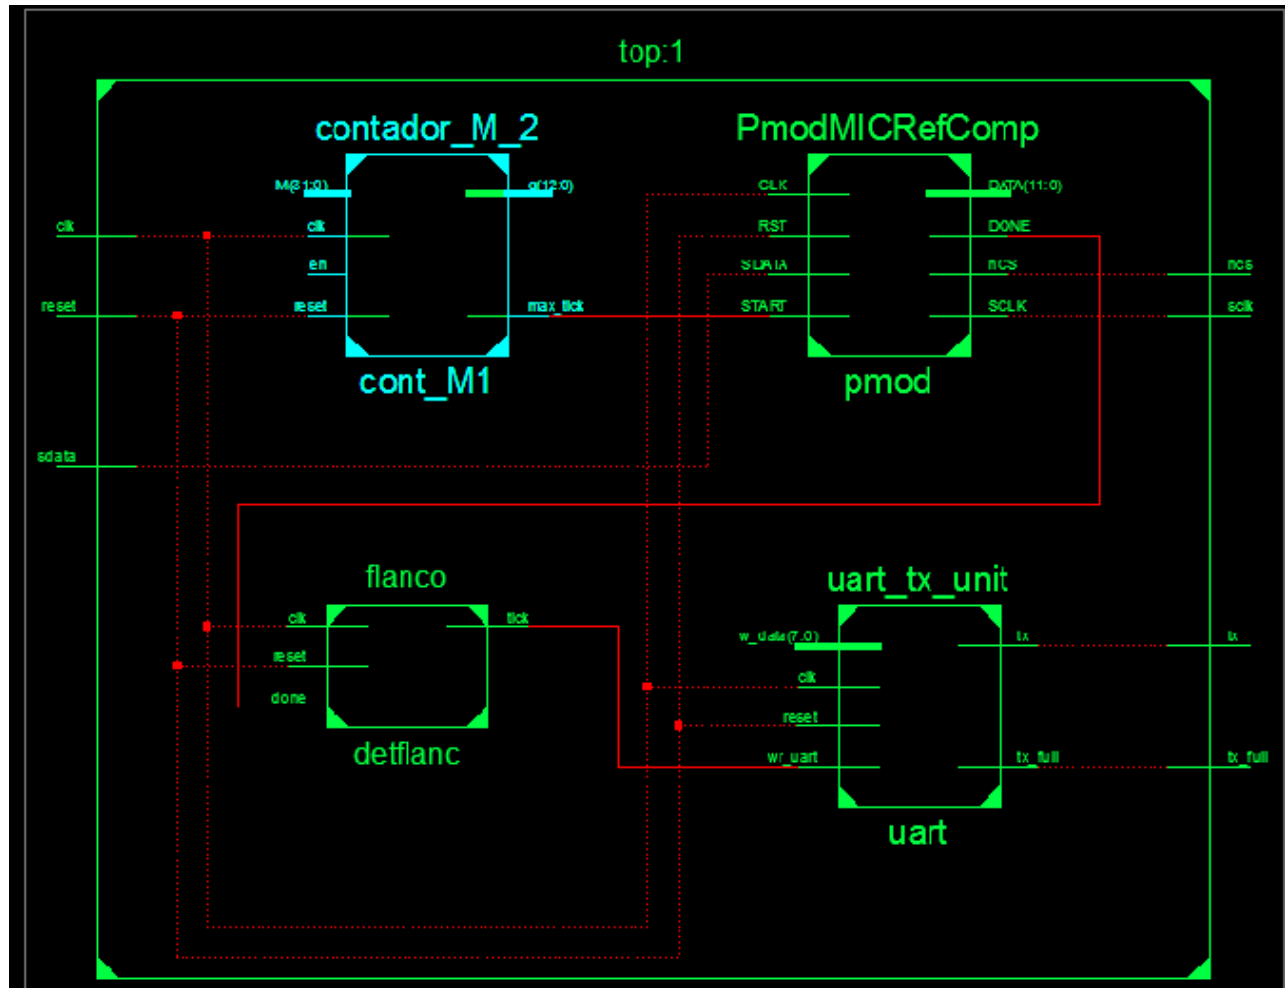 top:1
contador_M_2
PmodMICRefComp
M(31:0)
q(12:0)
CLK
DATA(11:0)
clk
clk
RST
DONE
en
SDATA
nCS
ncs
reset
reset
max_tick
START
SCLK
sclk
cont_M1
pmod
sdata
flanco
uart_tx_unit
clk
tick
w_data(7:0)
tx
tx
reset
clk
done
reset
detflanc
wr_uart
tx_full
tx_full
uart